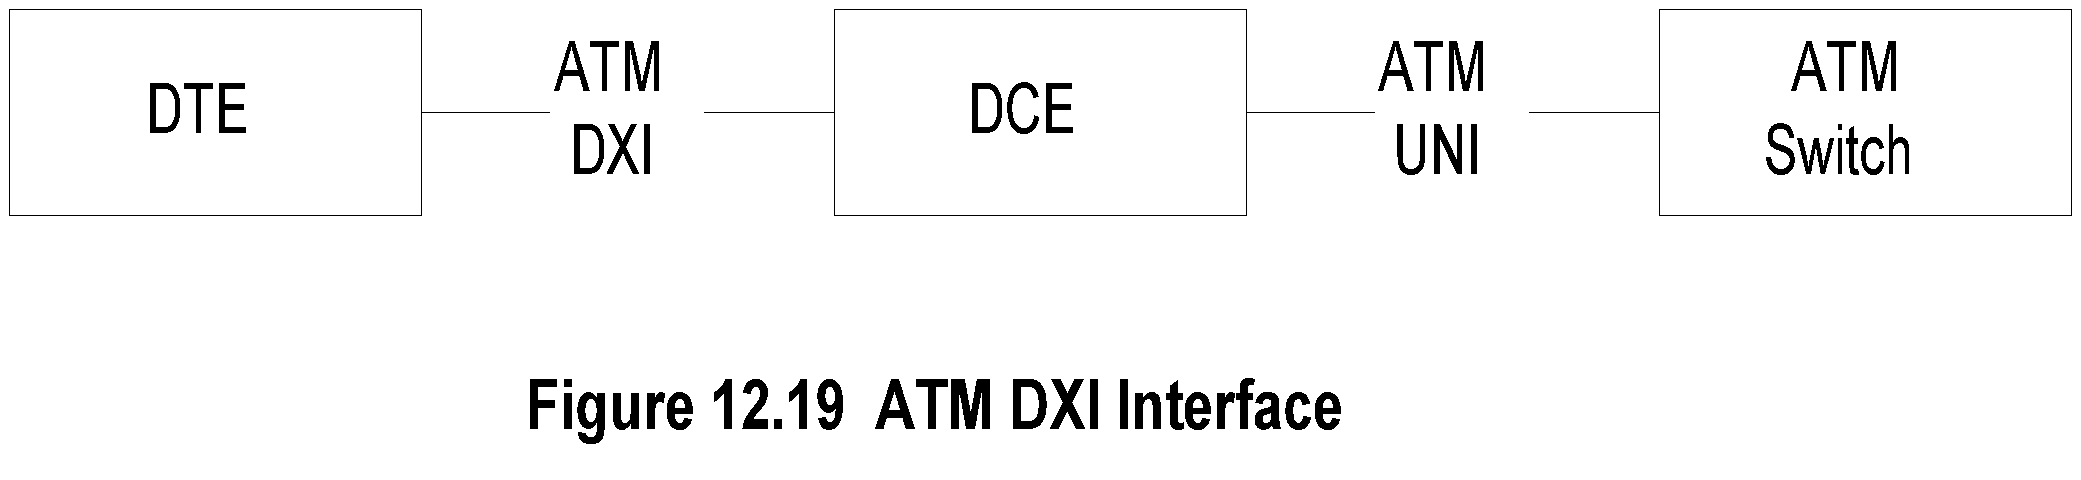 DTE
ATM
DXI
DCE
ATM
UNI
ATM
Switch
Figure 12.19 ATM DXI Interface